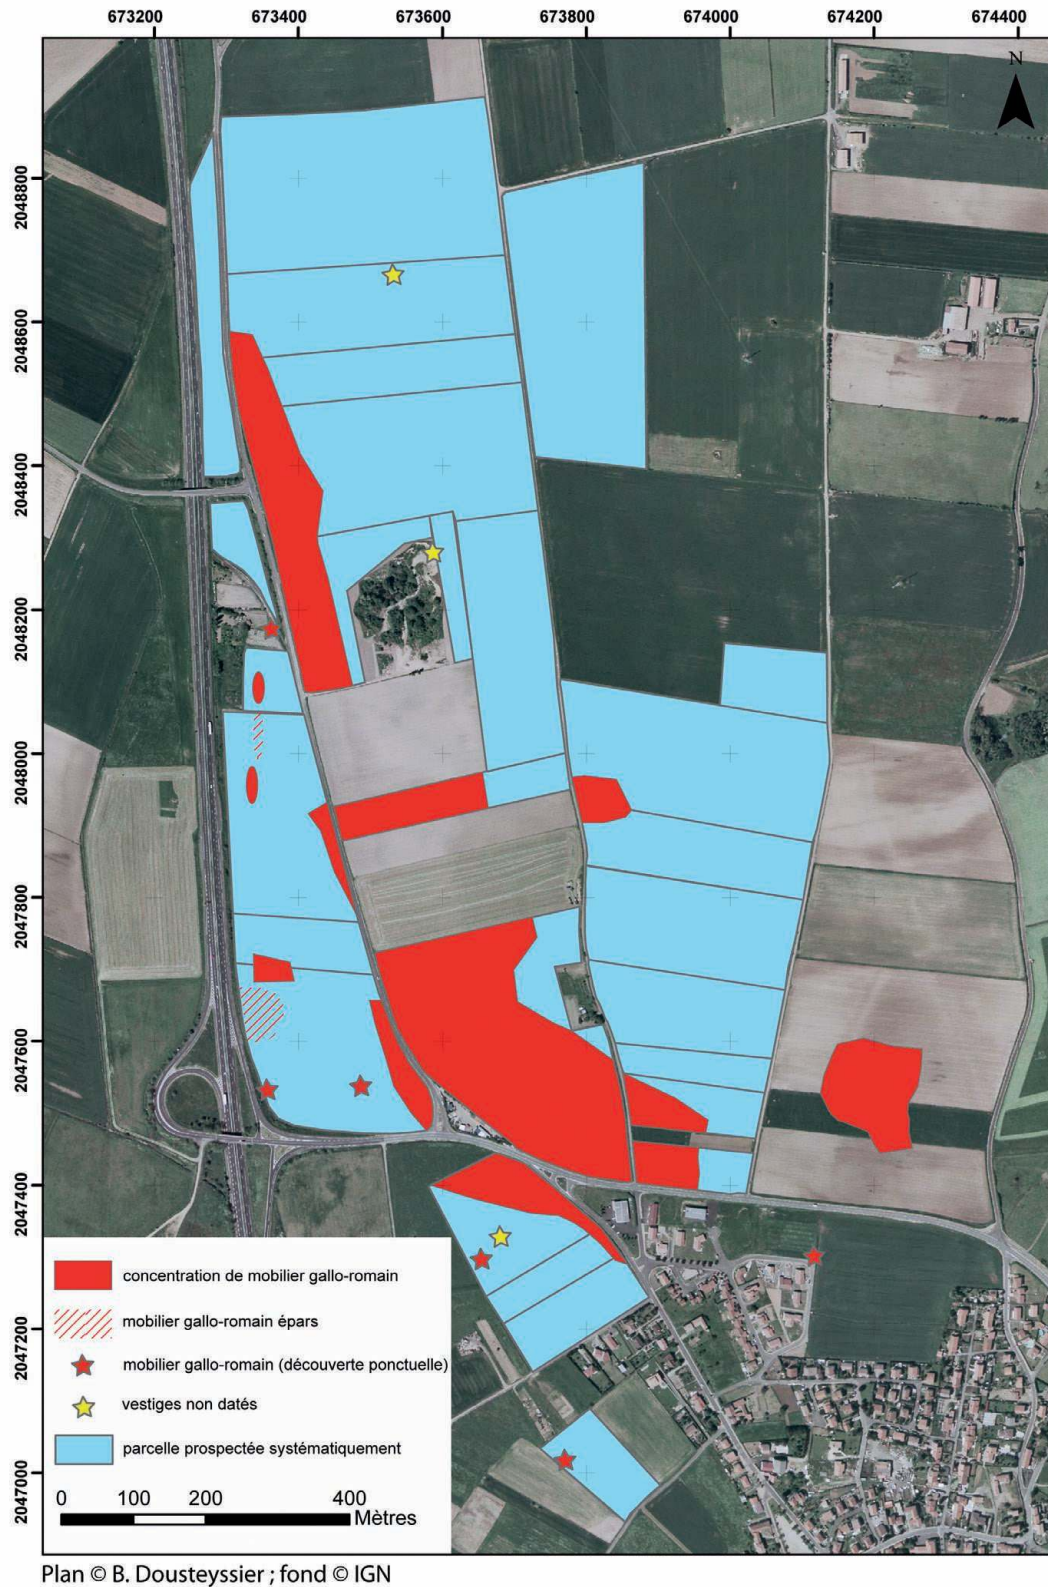 673200 673400 673600 673800 674000 674200 674400
N
2048800
2048600
2048400
2048200
2048000
2047800
2047600
2047400
2047200
2047000
concentration de mobilier gallo-romain
mobilier gallo-romain épars
mobilier gallo-romain (découverte ponctuelle)
vestiges non datés
parcelle prospectée systématiquement
0 100 200 400
Mètres
Plan © B. Dousteyssier ; fond © IGN